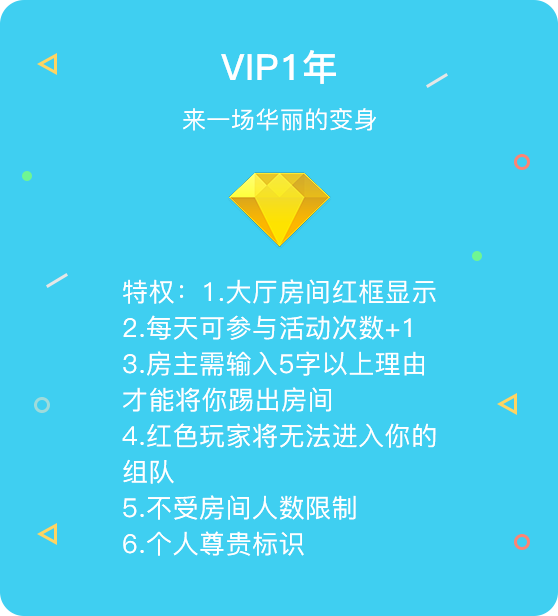 VIP1年
来一场华丽的变身
特权：1.大厅房间红框显示
2.每天可参与活动次数+1
3.房主需输入5字以上理由
才能将你踢出房间
4.红色玩家将无法进入你的
组队
5.不受房间人数限制
6.个人尊贵标识